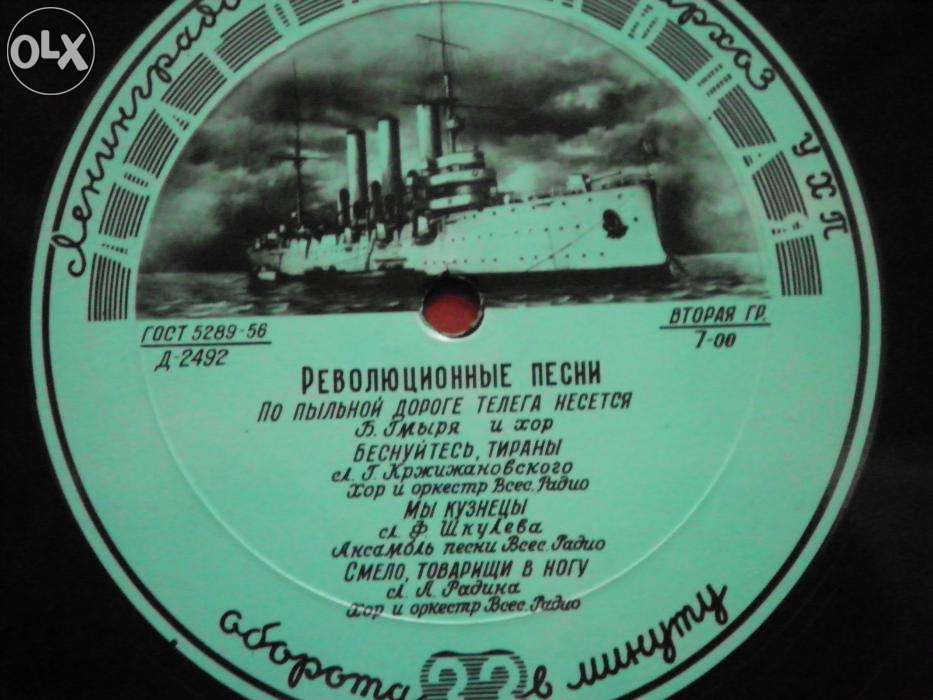 OLX
Ленинград
архоз УХП
ГОСТ 5289-56
Д-2492
ВТОРАЯ ГР.
7-00
РЕВОЛЮЦИОННЫЕ ПЕСНИ
ПО ПЫЛЬНОЙ ДОРОГЕ ТЕЛЕГА НЕСЕТСЯ
Б. Гмыря и хор
БЕСНУЙТЕСЬ, ТИРАНЫ
сл. Г. Кржижановского
Хор и оркестр Всес. Радио
МЫ КУЗНЕЦЫ
сл. Ф Шкулева
Ансамбль песни Всес. Радио
СМЕЛО, ТОВАРИЩИ В НОГУ
сл. Л. Радина
Хор и оркестр Всес. Радио
оборота 33 в минуту